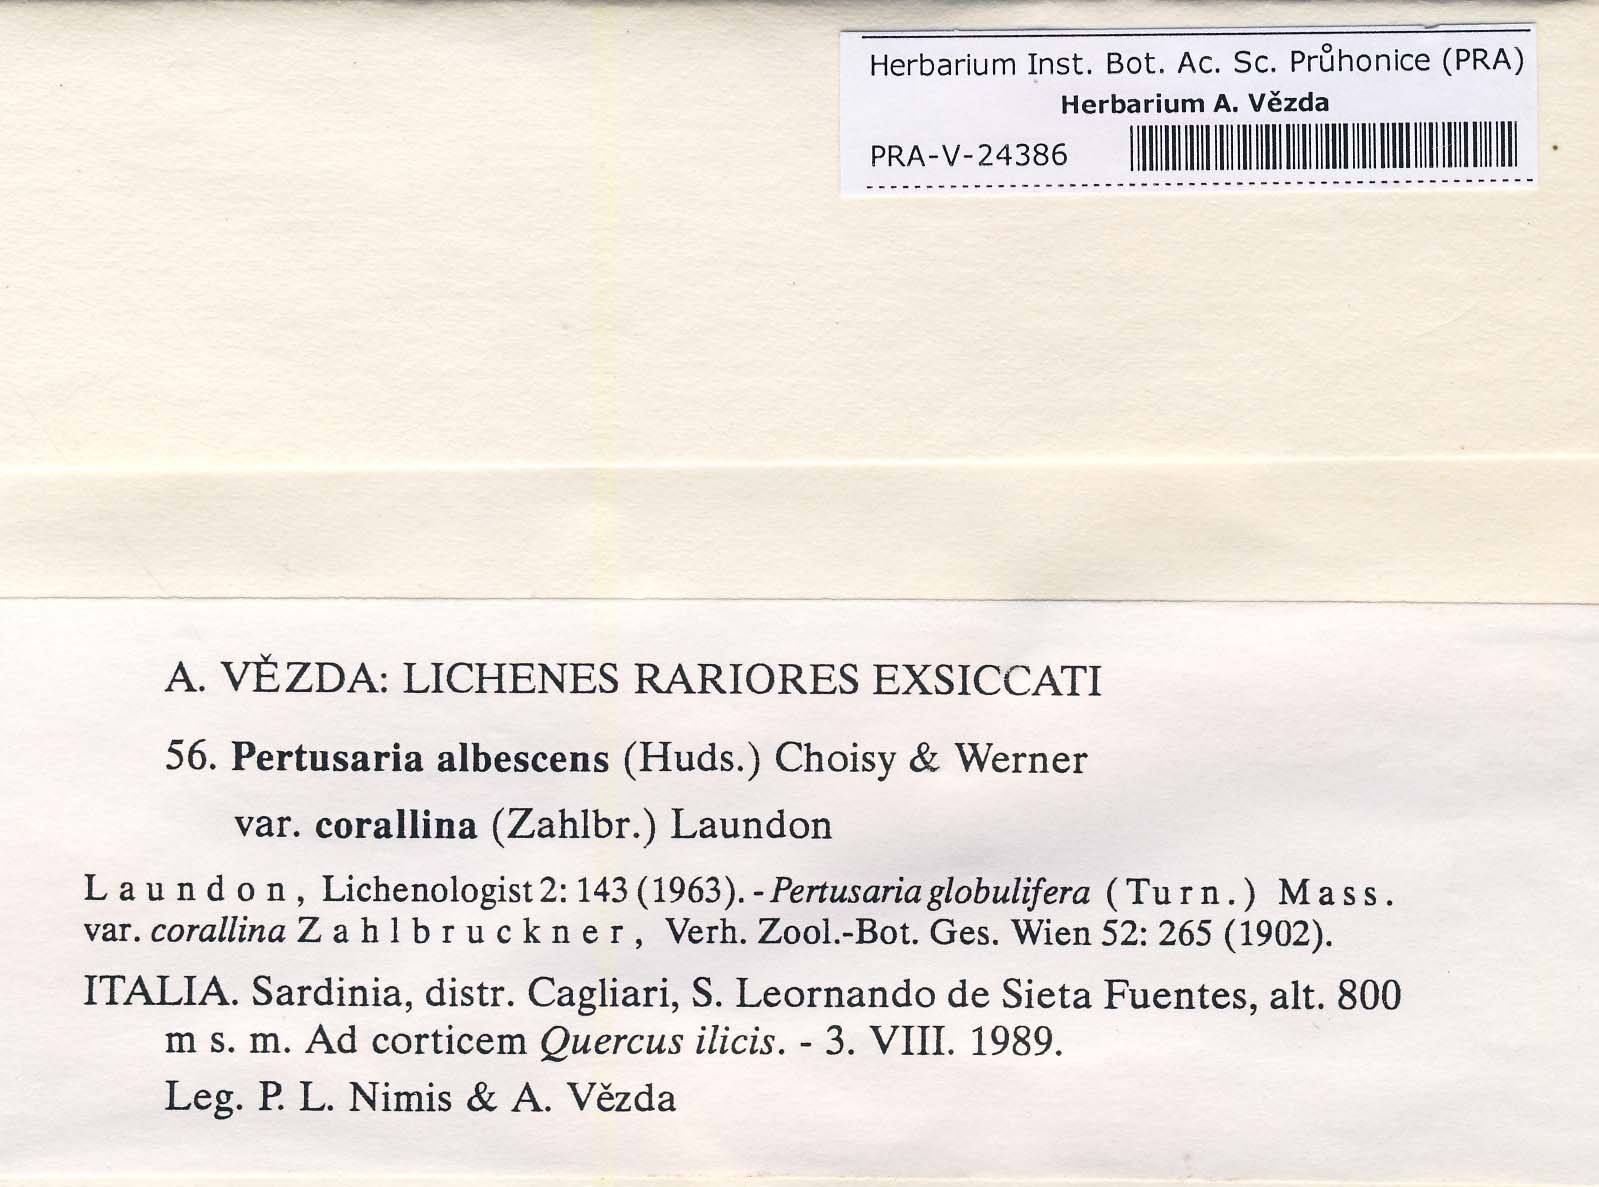 Herbarium Inst. Bot. Ac. Sc. Průhonice (PRA)
Herbarium A. Vězda
PRA-V-24386
A. VĚZDA: LICHENES RARIORES EXSICCATI
56. Pertusaria albescens (Huds.) Choisy & Werner
var. corallina (Zahlbr.) Laundon
Laundon, Lichenologist 2: 143 (1963). - Pertusaria globulifera (Turn.) Mass.
var. corallina Zahlbruckner, Verh. Zool.-Bot. Ges. Wien 52: 265 (1902).
ITALIA. Sardinia, distr. Cagliari, S. Leornando de Sieta Fuentes, alt. 800
m s. m. Ad corticem Quercus ilicis. - 3. VIII. 1989.
Leg. P. L. Nimis & A. Vězda